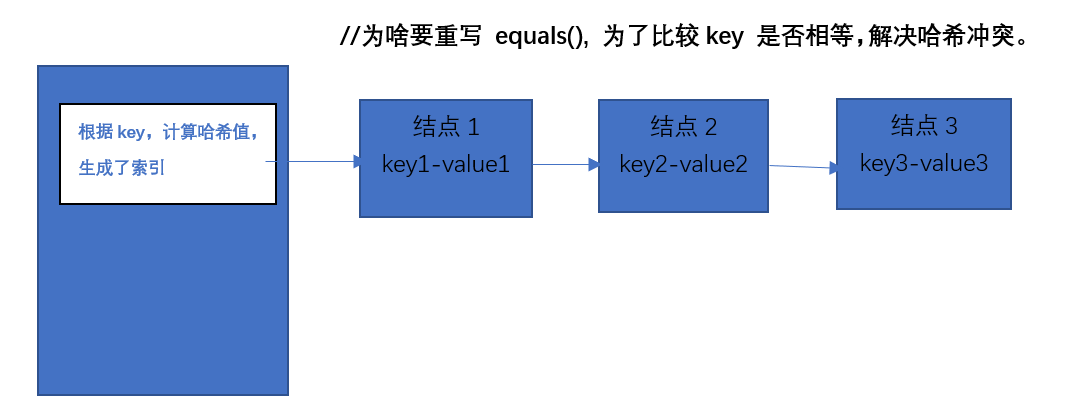 //为啥要重写 equals(), 为了比较 key 是否相等，解决哈希冲突。
根据 key，计算哈希值，
生成了索引
结点 1
key1-value1
结点 2
key2-value2
结点 3
key3-value3